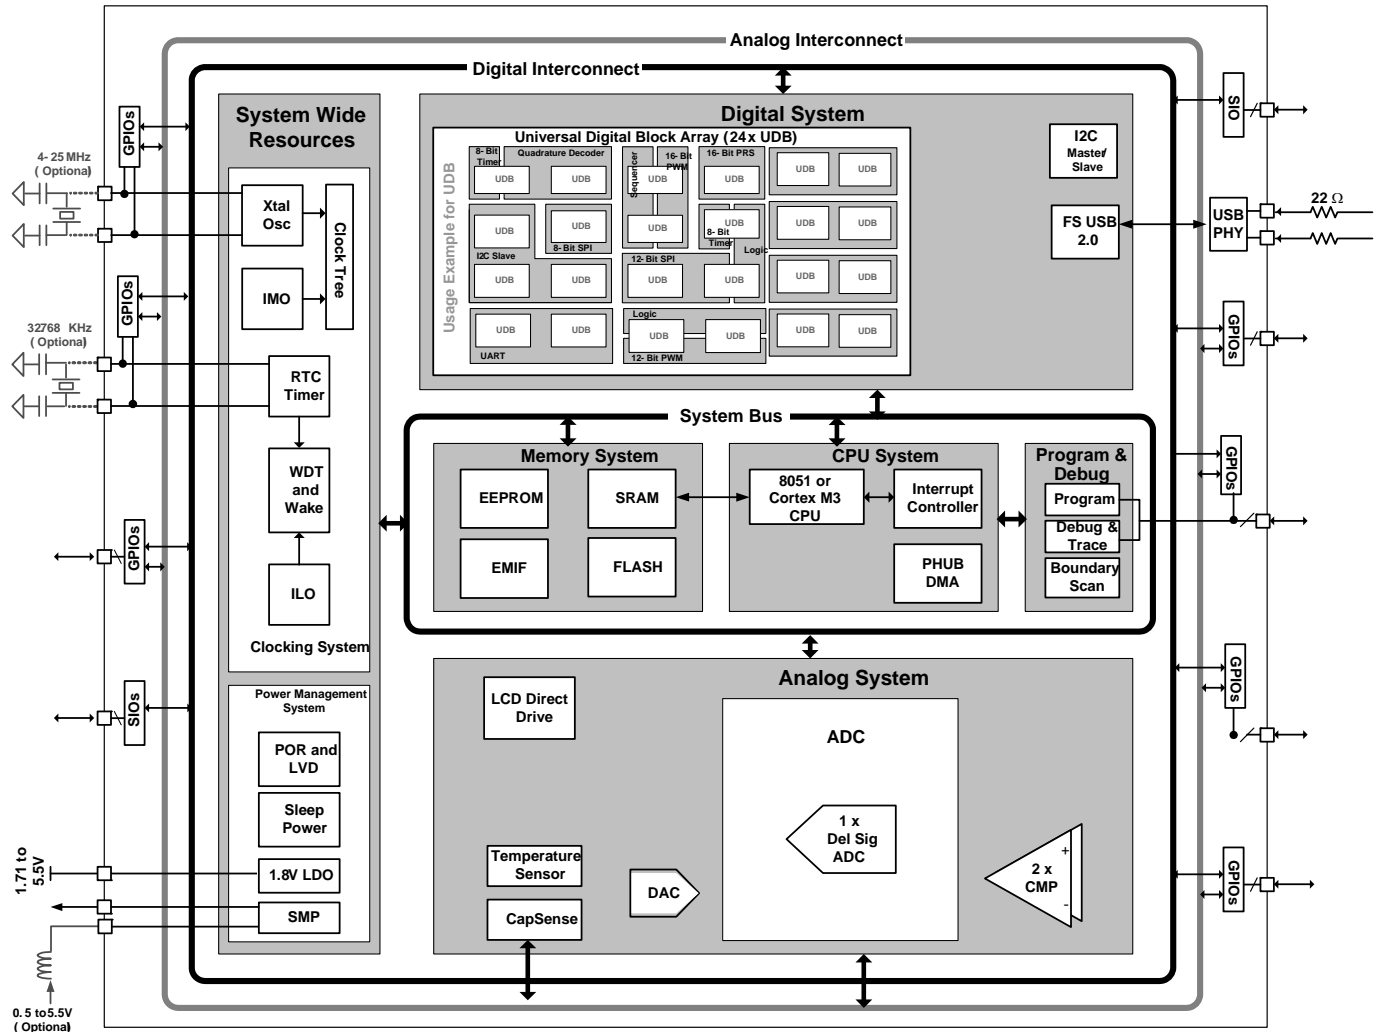 Analog Interconnect
Digital Interconnect
System Wide
Resources
Digital System
Universal Digital Block Array (24x UDB)
Usage Example for UDB
8- Bit
Timer
Quadrature Decoder
Sequencer
16- Bit
PWM
16- Bit PRS
UDB
UDB
UDB
UDB
UDB
UDB
UDB
UDB
UDB
UDB
UDB
UDB
I2C Slave
8- Bit SPI
12- Bit SPI
8- Bit
Timer
Logic
UDB
UDB
UDB
UDB
UDB
UDB
Logic
UDB
UDB
UDB
UDB
UDB
UDB
UART
12- Bit PWM
I2C
Master/
Slave
FS USB
2.0
USB
PHY
22 Ω
SIO
GPIOs
GPIOs
GPIOs
GPIOs
4- 25 MHz
( Optional)
GPIOs
Xtal
Osc
Clock Tree
IMO
GPIOs
32768 KHz
( Optional)
RTC
Timer
WDT
and
Wake
ILO
Clocking System
GPIOs
SIOs
Power Management
System
POR and
LVD
Sleep
Power
1.8V LDO
SMP
1.71 to
5.5V
0. 5 to5.5V
( Optional)
System Bus
Memory System
EEPROM
SRAM
EMIF
FLASH
CPU System
8051 or
Cortex M3
CPU
Interrupt
Controller
PHUB
DMA
Program &
Debug
Program
Debug &
Trace
Boundary
Scan
Analog System
LCD Direct
Drive
ADC
1 x
Del Sig
ADC
Temperature
Sensor
CapSense
DAC
2 x
CMP
+
-